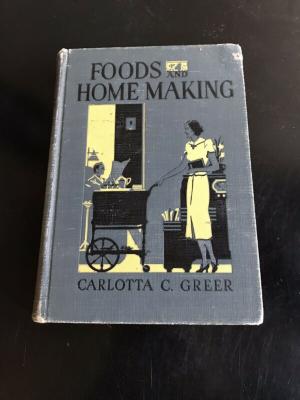 FOODS AND
HOME MAKING
CARLOTTA C. GREER